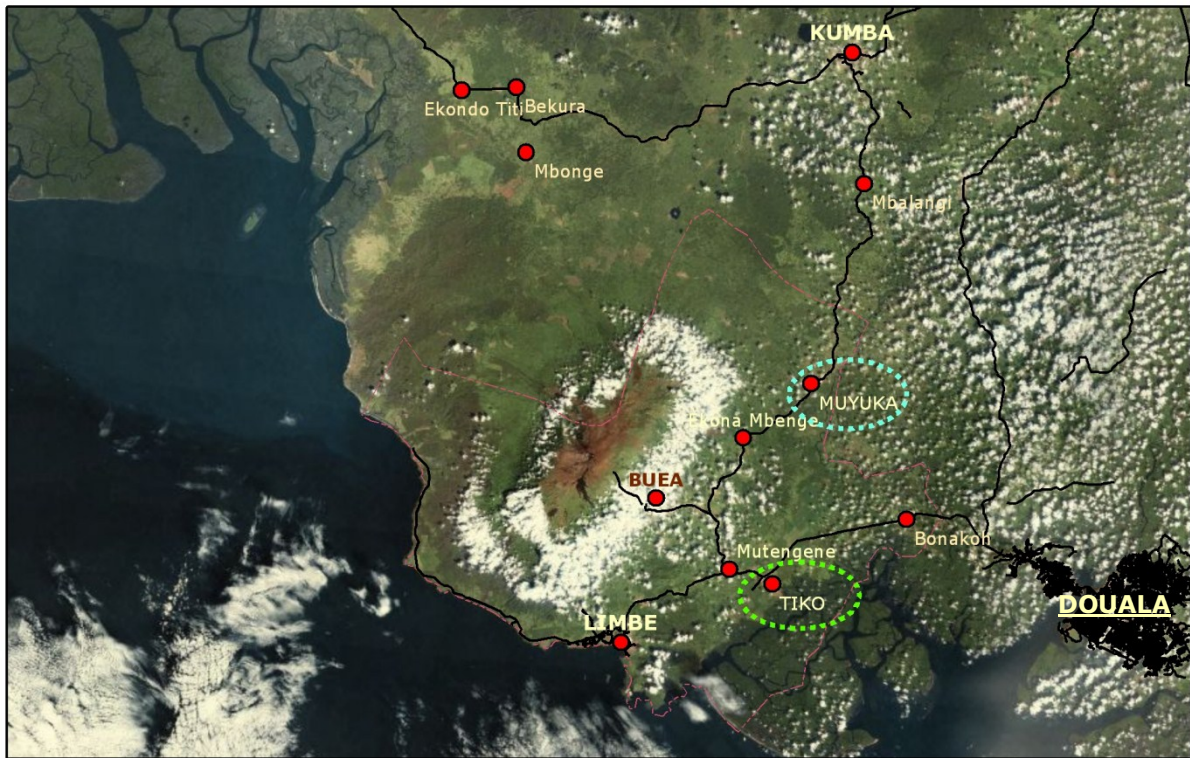 KUMBA
Ekondo Titi
Bekura
Mbonge
Mbalangi
MUYUKA
Ekona Mbenge
BUEA
Bonakoh
Mutengene
TIKO
DOUALA
LIMBE